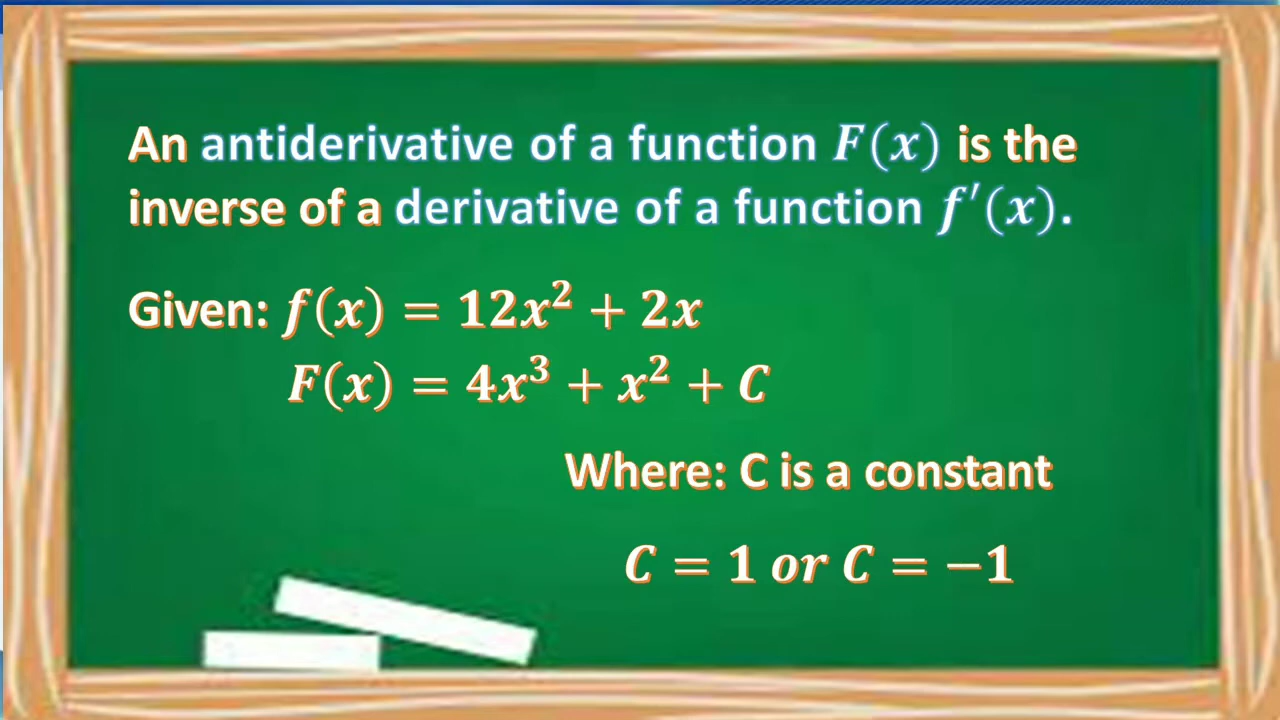 An antiderivative of a function F(x) is the
inverse of a derivative of a function f′(x).
Given: f(x) = 12x² + 2x
F(x) = 4x³ + x² + C
Where: C is a constant
C = 1 or C = −1